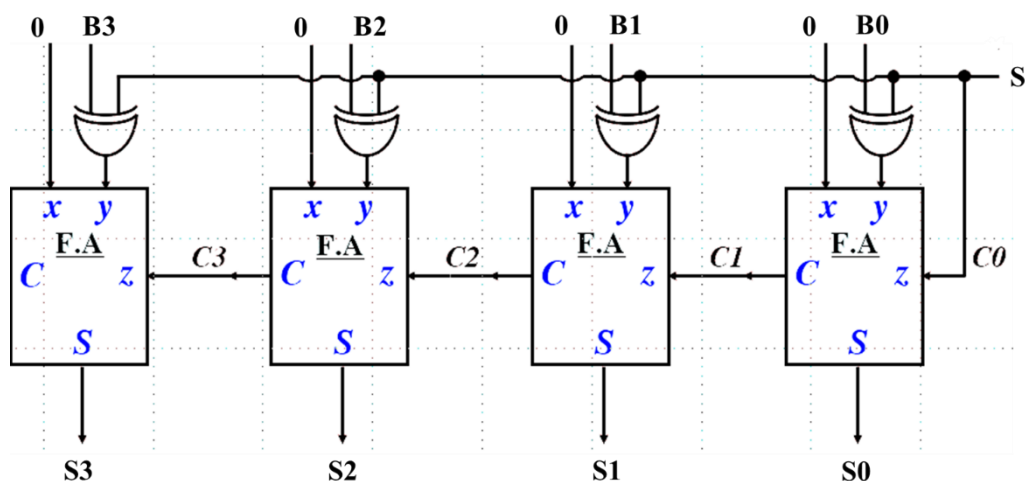 0 B3 0 B2 0 B1 0 B0
S
x y x y x y x y
F.A F.A F.A F.A
C z C3 C z C2 C z C1 C z C0
S S S S
S3 S2 S1 S0